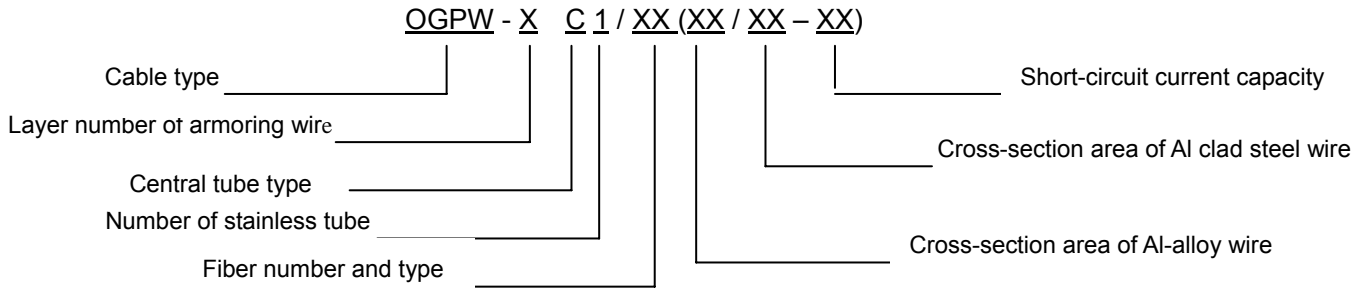 OGPW - X C 1 / XX (XX / XX – XX)
Cable type
Short-circuit current capacity
Layer number of armoring wire
Cross-section area of Al clad steel wire
Central tube type
Number of stainless tube
Cross-section area of Al-alloy wire
Fiber number and type